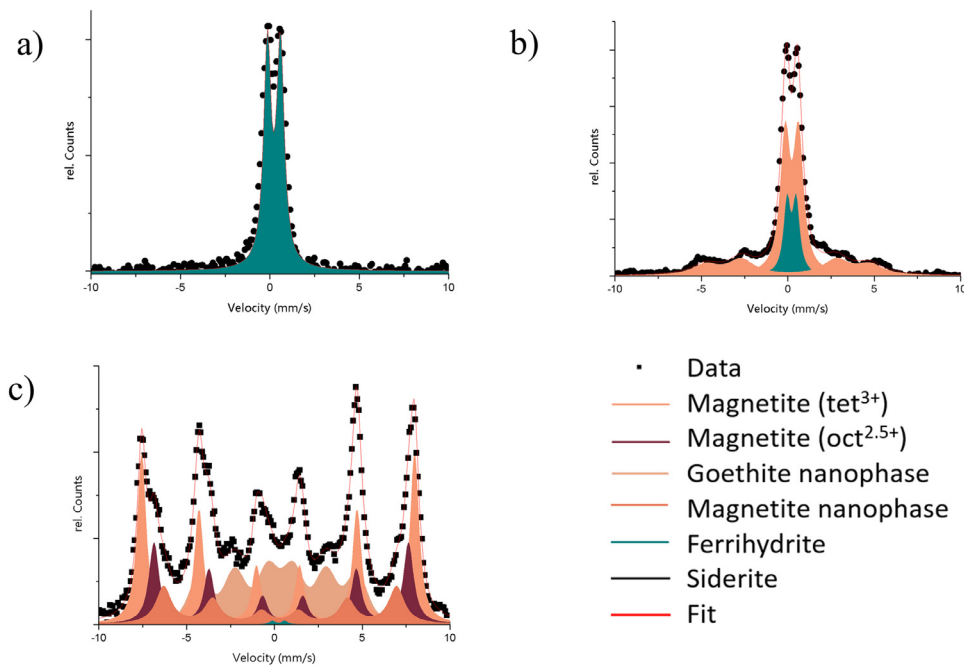 a)
rel. Counts
-10 -5 0 5 10
Velocity (mm/s)
b)
rel. Counts
-10 -5 0 5 10
Velocity (mm/s)
c)
rel. Counts
-10 -5 0 5 10
Velocity (mm/s)
Data
Magnetite (tet³⁺)
Magnetite (oct²·⁵⁺)
Goethite nanophase
Magnetite nanophase
Ferrihydrite
Siderite
Fit